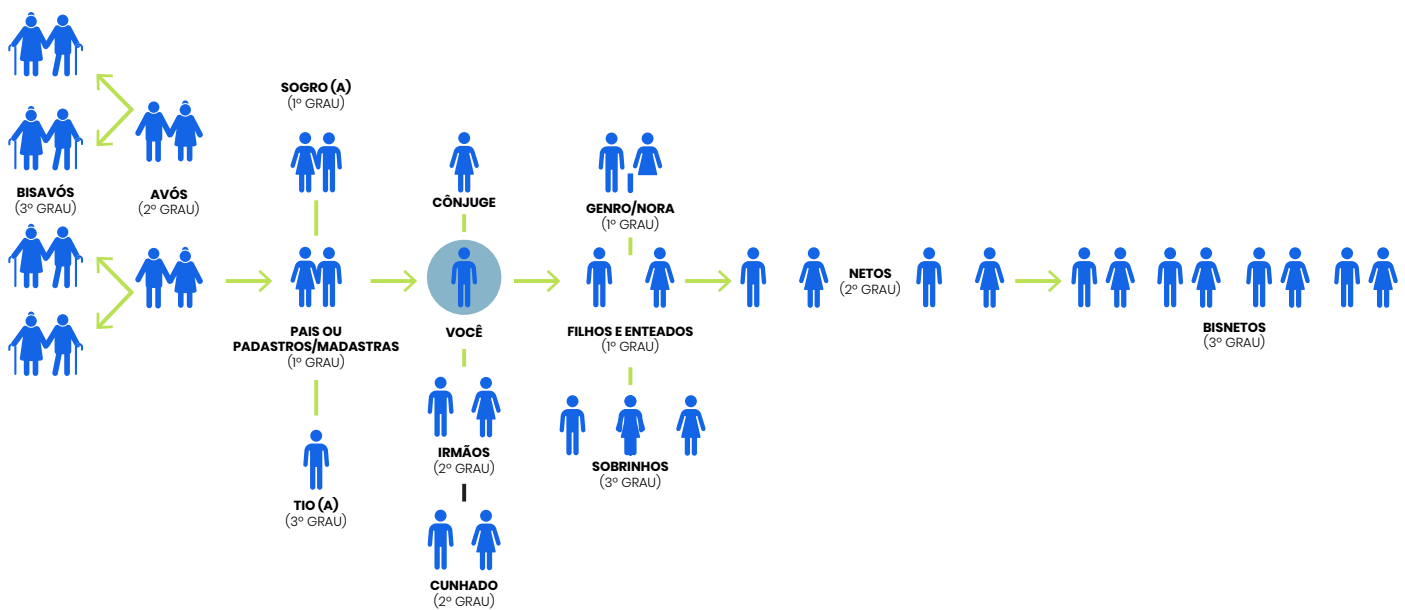 SOGRO (A)
(1º GRAU)
BISAVÓS
(3º GRAU)
AVÓS
(2º GRAU)
CÔNJUGE
GENRO/NORA
(1º GRAU)
PAIS OU
PADASTROS/MADASTRAS
(1º GRAU)
VOCÊ
FILHOS E ENTEADOS
(1º GRAU)
NETOS
(2º GRAU)
BISNETOS
(3º GRAU)
TIO (A)
(3º GRAU)
IRMÃOS
(2º GRAU)
SOBRINHOS
(3º GRAU)
CUNHADO
(2º GRAU)